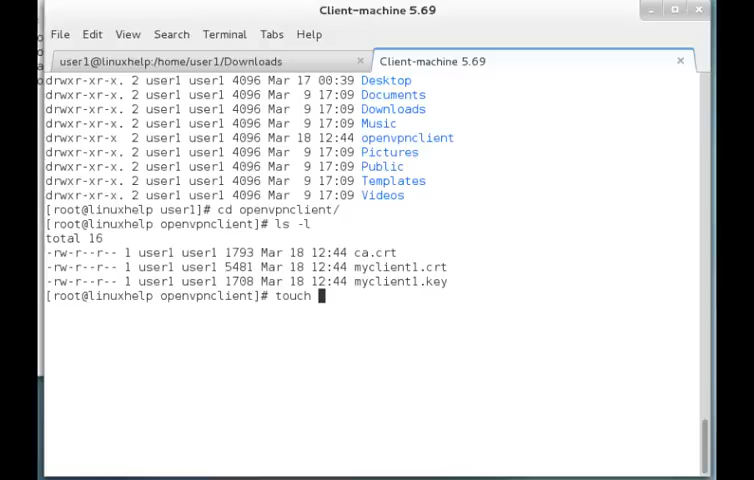 Client-machine 5.69
File Edit View Search Terminal Tabs Help
user1@linuxhelp:/home/user1/Downloads × Client-machine 5.69 ×
drwxr-xr-x. 2 user1 user1 4096 Mar 17 00:39 Desktop
drwxr-xr-x. 2 user1 user1 4096 Mar  9 17:09 Documents
drwxr-xr-x. 2 user1 user1 4096 Mar  9 17:09 Downloads
drwxr-xr-x. 2 user1 user1 4096 Mar  9 17:09 Music
drwxr-xr-x  2 user1 user1 4096 Mar 18 12:44 openvpnclient
drwxr-xr-x. 2 user1 user1 4096 Mar  9 17:09 Pictures
drwxr-xr-x. 2 user1 user1 4096 Mar  9 17:09 Public
drwxr-xr-x. 2 user1 user1 4096 Mar  9 17:09 Templates
drwxr-xr-x. 2 user1 user1 4096 Mar  9 17:09 Videos
[root@linuxhelp user1]# cd openvpnclient/
[root@linuxhelp openvpnclient]# ls -l
total 16
-rw-r--r-- 1 user1 user1 1793 Mar 18 12:44 ca.crt
-rw-r--r-- 1 user1 user1 5481 Mar 18 12:44 myclient1.crt
-rw-r--r-- 1 user1 user1 1708 Mar 18 12:44 myclient1.key
[root@linuxhelp openvpnclient]# touch